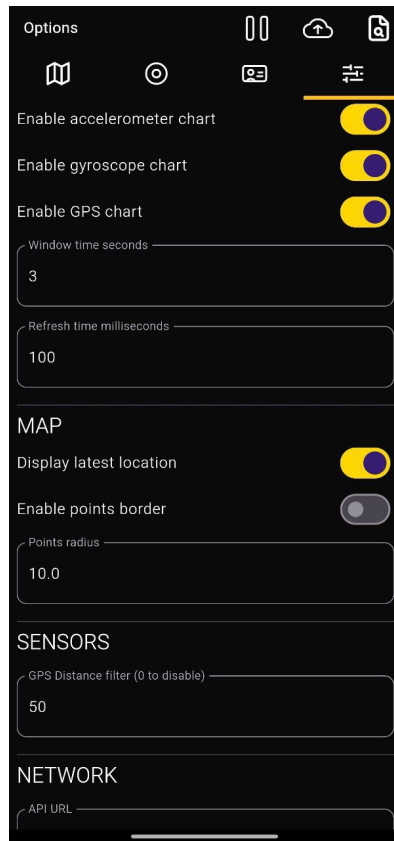 Options
Enable accelerometer chart
Enable gyroscope chart
Enable GPS chart
Window time seconds
3
Refresh time milliseconds
100
MAP
Display latest location
Enable points border
Points radius
10.0
SENSORS
GPS Distance filter (0 to disable)
50
NETWORK
API URL